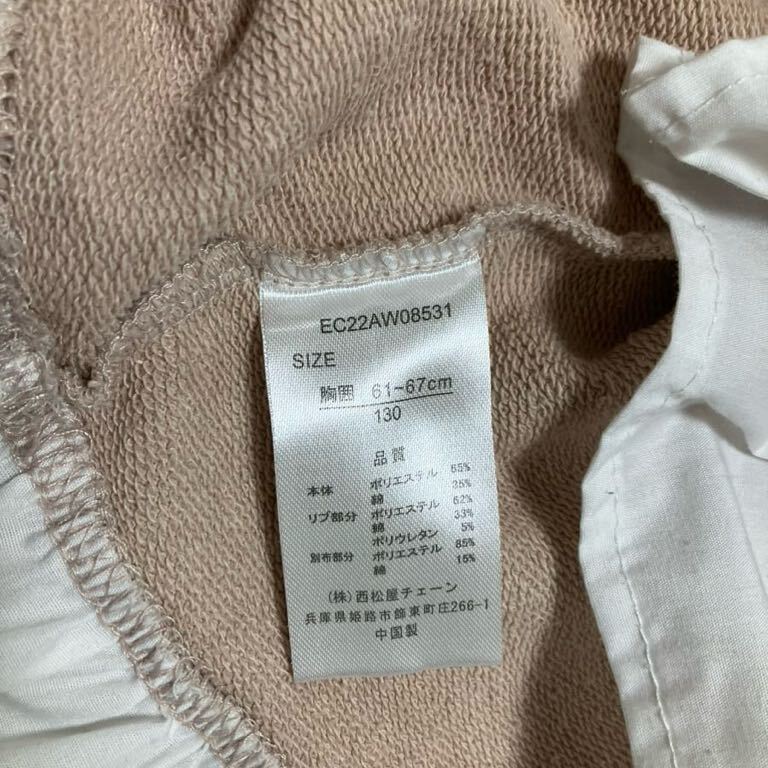 EC22AW08531
SIZE
胸囲 61~67cm
130
品質
本体 ポリエステル 65%
綿 35%
リブ部分 ポリエステル 62%
綿 33%
ポリウレタン 5%
別布部分 ポリエステル 85%
綿 15%
(株)西松屋チェーン
兵庫県姫路市飾東町庄266-1
中国製